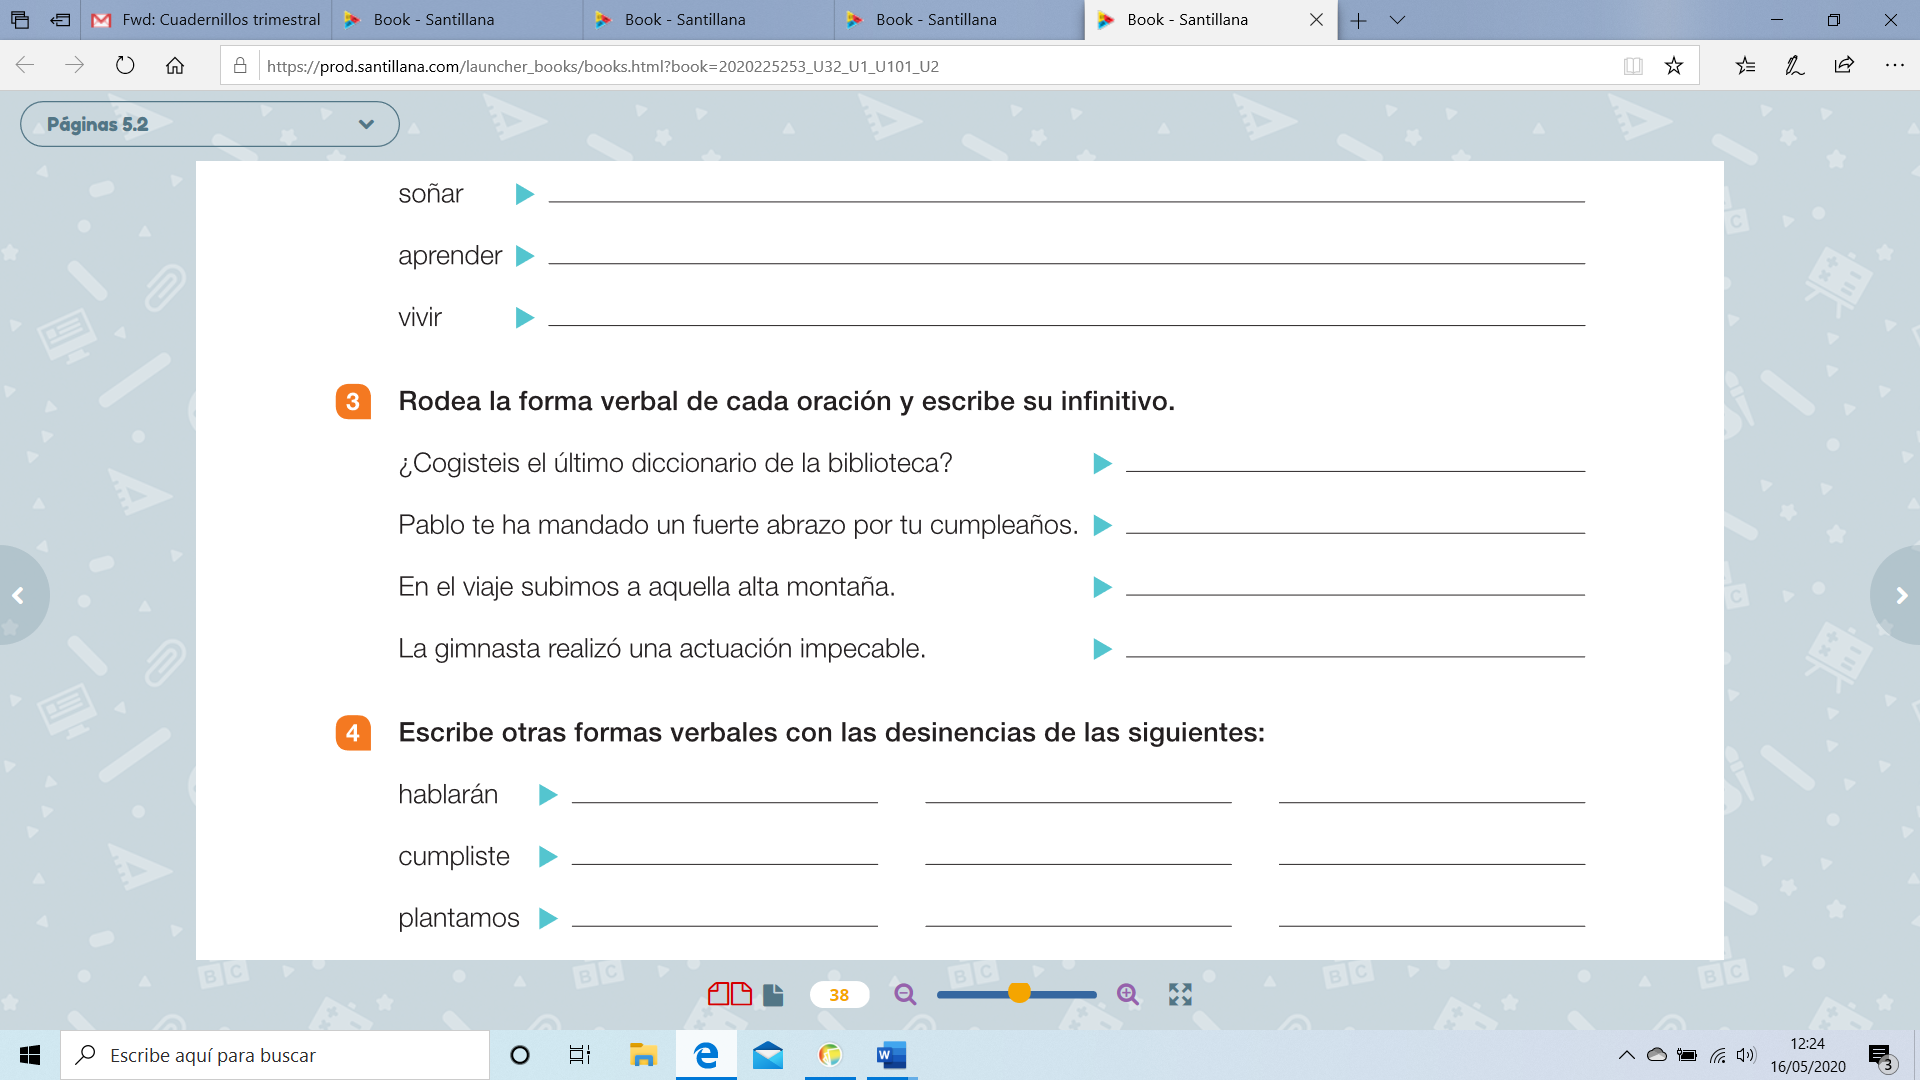 Fwd: Cuadernillos trimestral
Book - Santillana
Book - Santillana
Book - Santillana
Book - Santillana
https://prod.santillana.com/launcher_books/books.html?book=2020225253_U32_U1_U101_U2
Páginas 5.2
soñar
aprender
vivir
3 Rodea la forma verbal de cada oración y escribe su infinitivo.
¿Cogisteis el último diccionario de la biblioteca?
Pablo te ha mandado un fuerte abrazo por tu cumpleaños.
En el viaje subimos a aquella alta montaña.
La gimnasta realizó una actuación impecable.
4 Escribe otras formas verbales con las desinencias de las siguientes:
hablarán
cumpliste
plantamos
38
Escribe aquí para buscar
12:24
16/05/2020
3